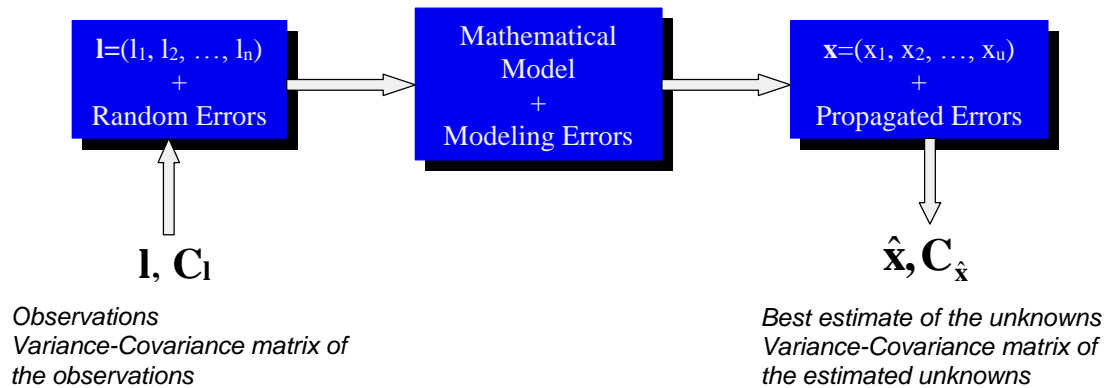 l=(l₁, l₂, …, lₙ)
+
Random Errors
Mathematical
Model
+
Modeling Errors
x=(x₁, x₂, …, xᵤ)
+
Propagated Errors
l, Cₗ
Observations
Variance-Covariance matrix of
the observations
x̂, C_x̂
Best estimate of the unknowns
Variance-Covariance matrix of
the estimated unknowns